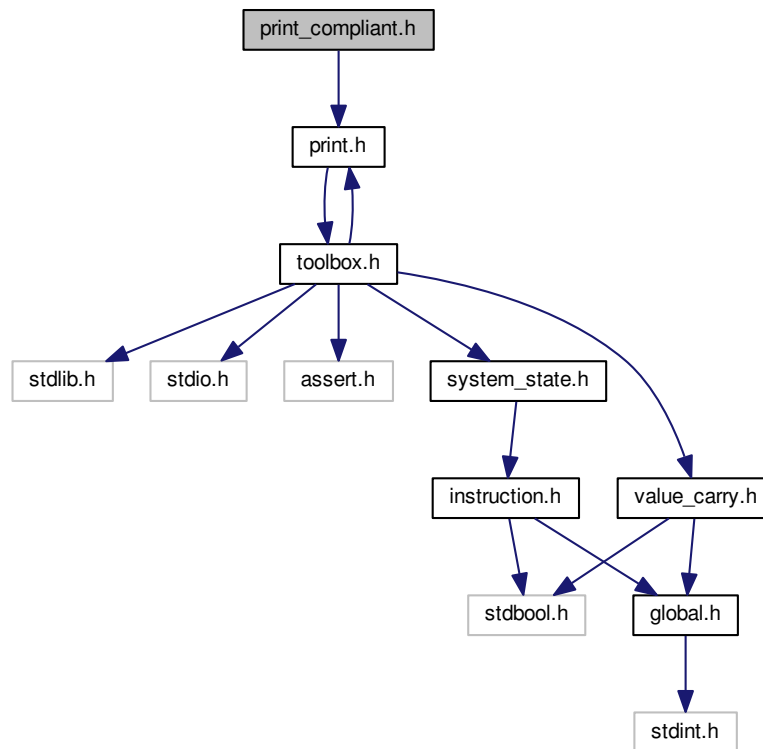 print_compliant.h
print.h
toolbox.h
stdlib.h
stdio.h
assert.h
system_state.h
instruction.h
value_carry.h
stdbool.h
global.h
stdint.h